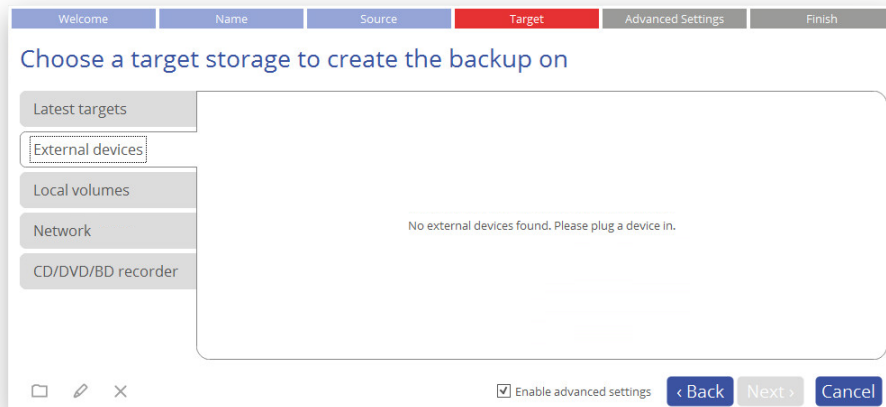 Welcome Name Source Target Advanced Settings Finish
Choose a target storage to create the backup on
Latest targets
External devices
Local volumes
Network
CD/DVD/BD recorder
No external devices found. Please plug a device in.
Enable advanced settings ‹ Back Next › Cancel